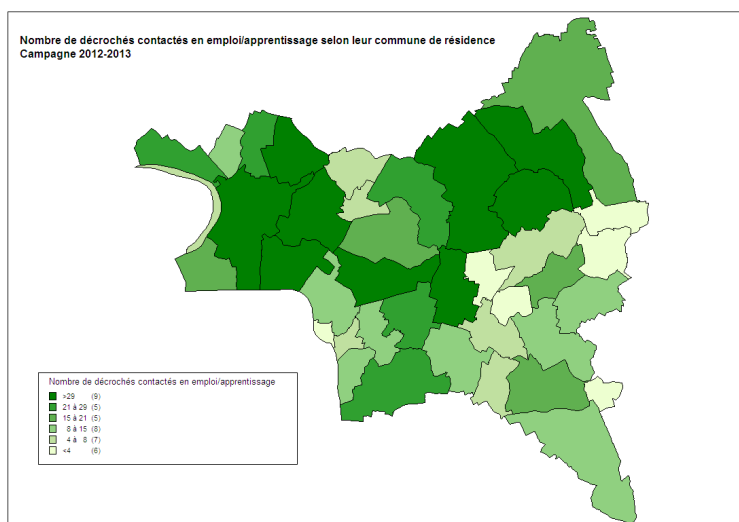 Nombre de décrochés contactés en emploi/apprentissage selon leur commune de résidence
Campagne 2012-2013
Nombre de décrochés contactés en emploi/apprentissage
>29 (9)
21 à 29 (5)
15 à 21 (5)
8 à 15 (8)
4 à 8 (7)
<4 (6)